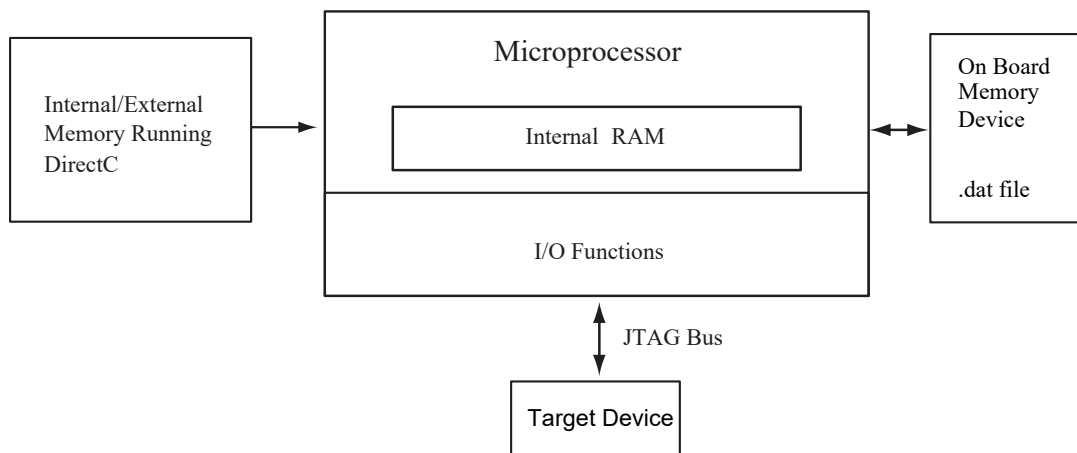 Microprocessor
Internal/External
Memory Running
DirectC
Internal RAM
On Board
Memory
Device
.dat file
I/O Functions
JTAG Bus
Target Device